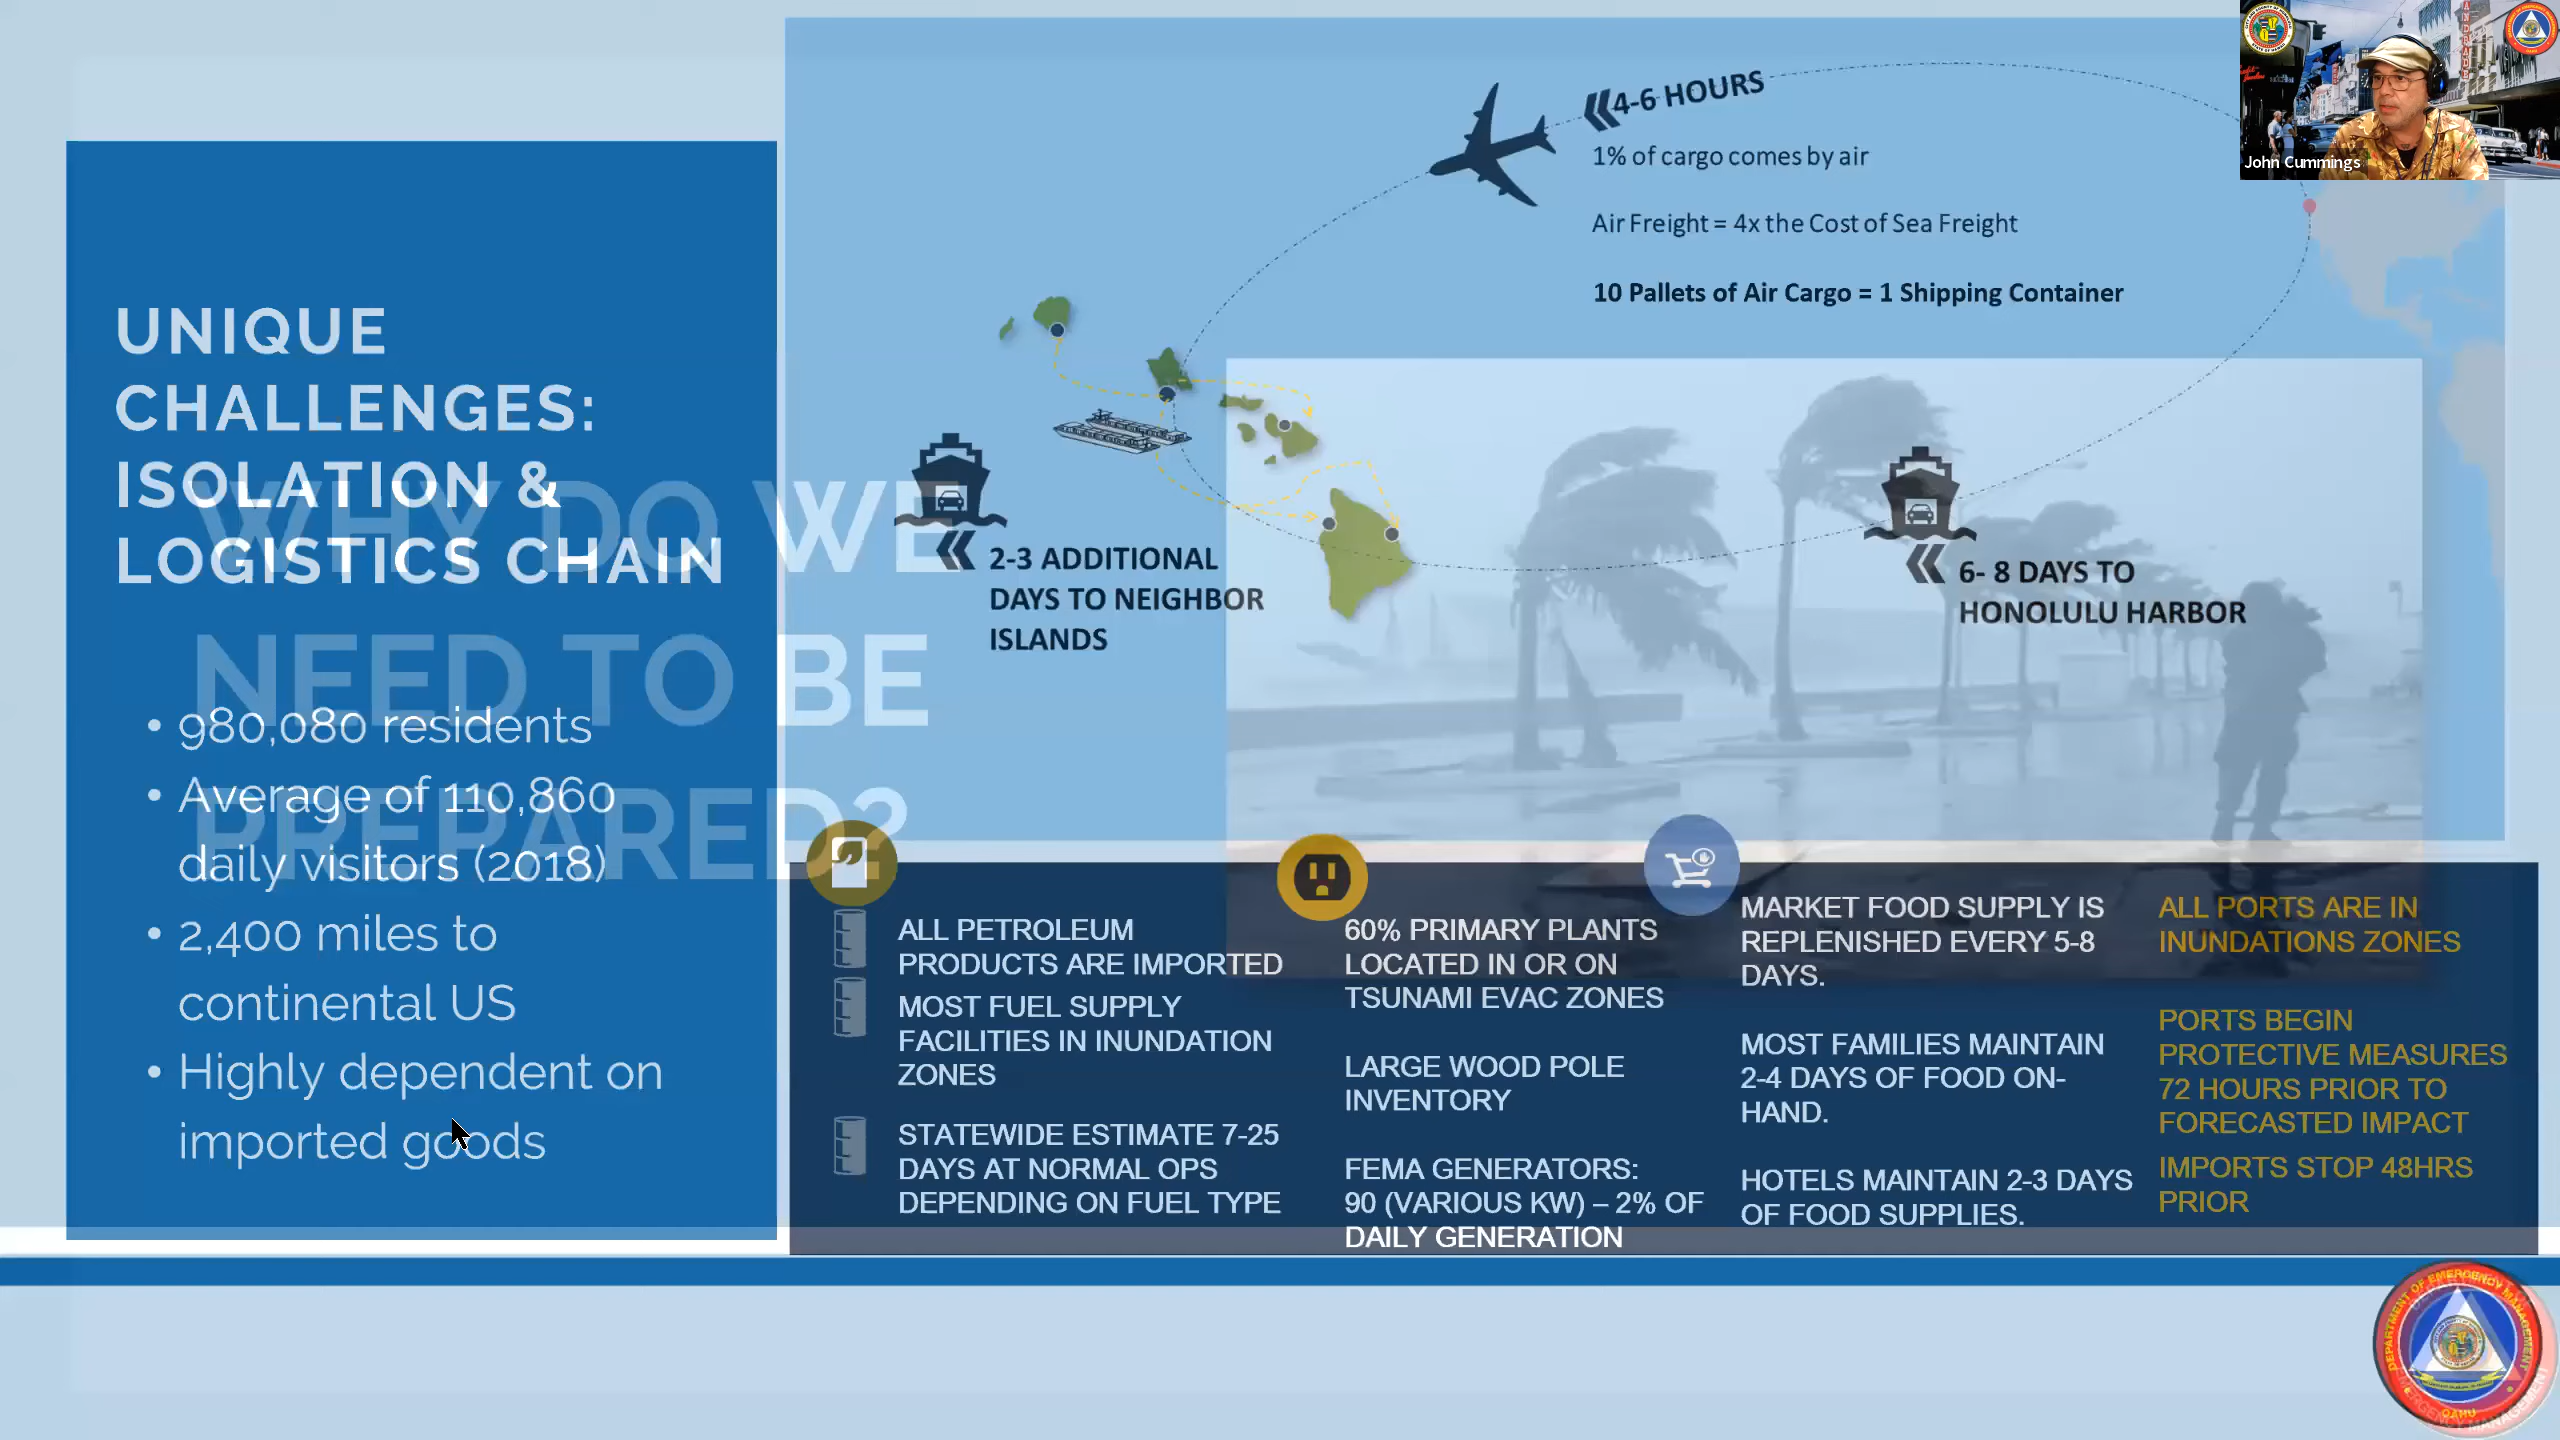 UNIQUE
CHALLENGES:
ISOLATION &
LOGISTICS CHAIN
WHY DO WE
NEED TO BE
PREPARED?
• 980,080 residents
• Average of 110,860
daily visitors (2018)
• 2,400 miles to
continental US
• Highly dependent on
imported goods
4-6 HOURS
1% of cargo comes by air
Air Freight = 4x the Cost of Sea Freight
10 Pallets of Air Cargo = 1 Shipping Container
2-3 ADDITIONAL
DAYS TO NEIGHBOR
ISLANDS
6- 8 DAYS TO
HONOLULU HARBOR
ALL PETROLEUM
PRODUCTS ARE IMPORTED
MOST FUEL SUPPLY
FACILITIES IN INUNDATION
ZONES
STATEWIDE ESTIMATE 7-25
DAYS AT NORMAL OPS
DEPENDING ON FUEL TYPE
60% PRIMARY PLANTS
LOCATED IN OR ON
TSUNAMI EVAC ZONES
LARGE WOOD POLE
INVENTORY
FEMA GENERATORS:
90 (VARIOUS KW) – 2% OF
DAILY GENERATION
MARKET FOOD SUPPLY IS
REPLENISHED EVERY 5-8
DAYS.
MOST FAMILIES MAINTAIN
2-4 DAYS OF FOOD ON-
HAND.
HOTELS MAINTAIN 2-3 DAYS
OF FOOD SUPPLIES.
ALL PORTS ARE IN
INUNDATIONS ZONES
PORTS BEGIN
PROTECTIVE MEASURES
72 HOURS PRIOR TO
FORECASTED IMPACT
IMPORTS STOP 48HRS
PRIOR
John Cummings
DEPARTMENT OF EMERGENCY MANAGEMENT
OAHU